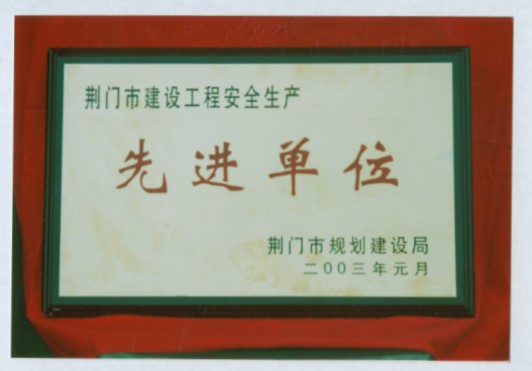 荆门市建设工程安全生产
先进单位
荆门市规划建设局
二00三年元月